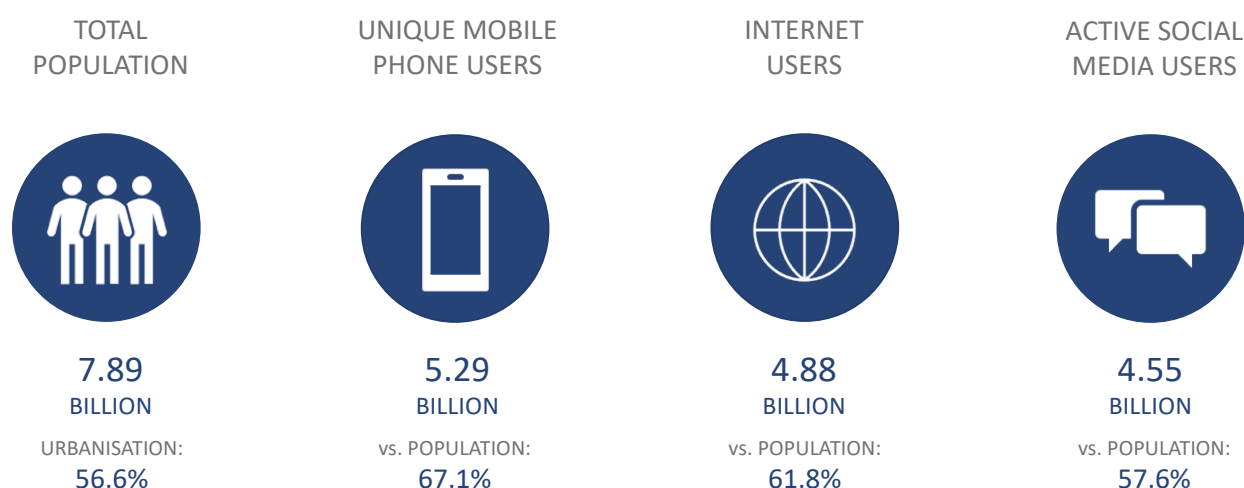 TOTAL
POPULATION
7.89
BILLION
URBANISATION:
56.6%
UNIQUE MOBILE
PHONE USERS
5.29
BILLION
vs. POPULATION:
67.1%
INTERNET
USERS
4.88
BILLION
vs. POPULATION:
61.8%
ACTIVE SOCIAL
MEDIA USERS
4.55
BILLION
vs. POPULATION:
57.6%